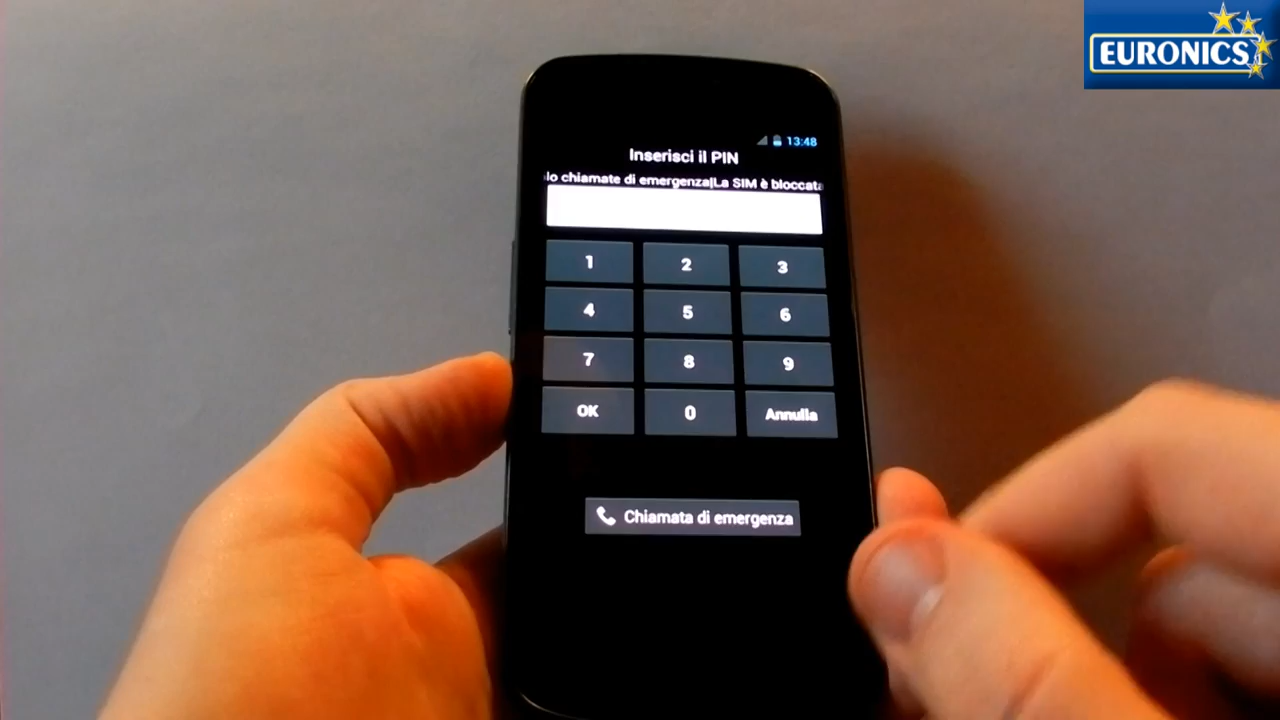 EURONICS
13:48
Inserisci il PIN
lo chiamate di emergenza|La SIM è bloccata
1 2 3
4 5 6
7 8 9
OK 0 Annulla
Chiamata di emergenza